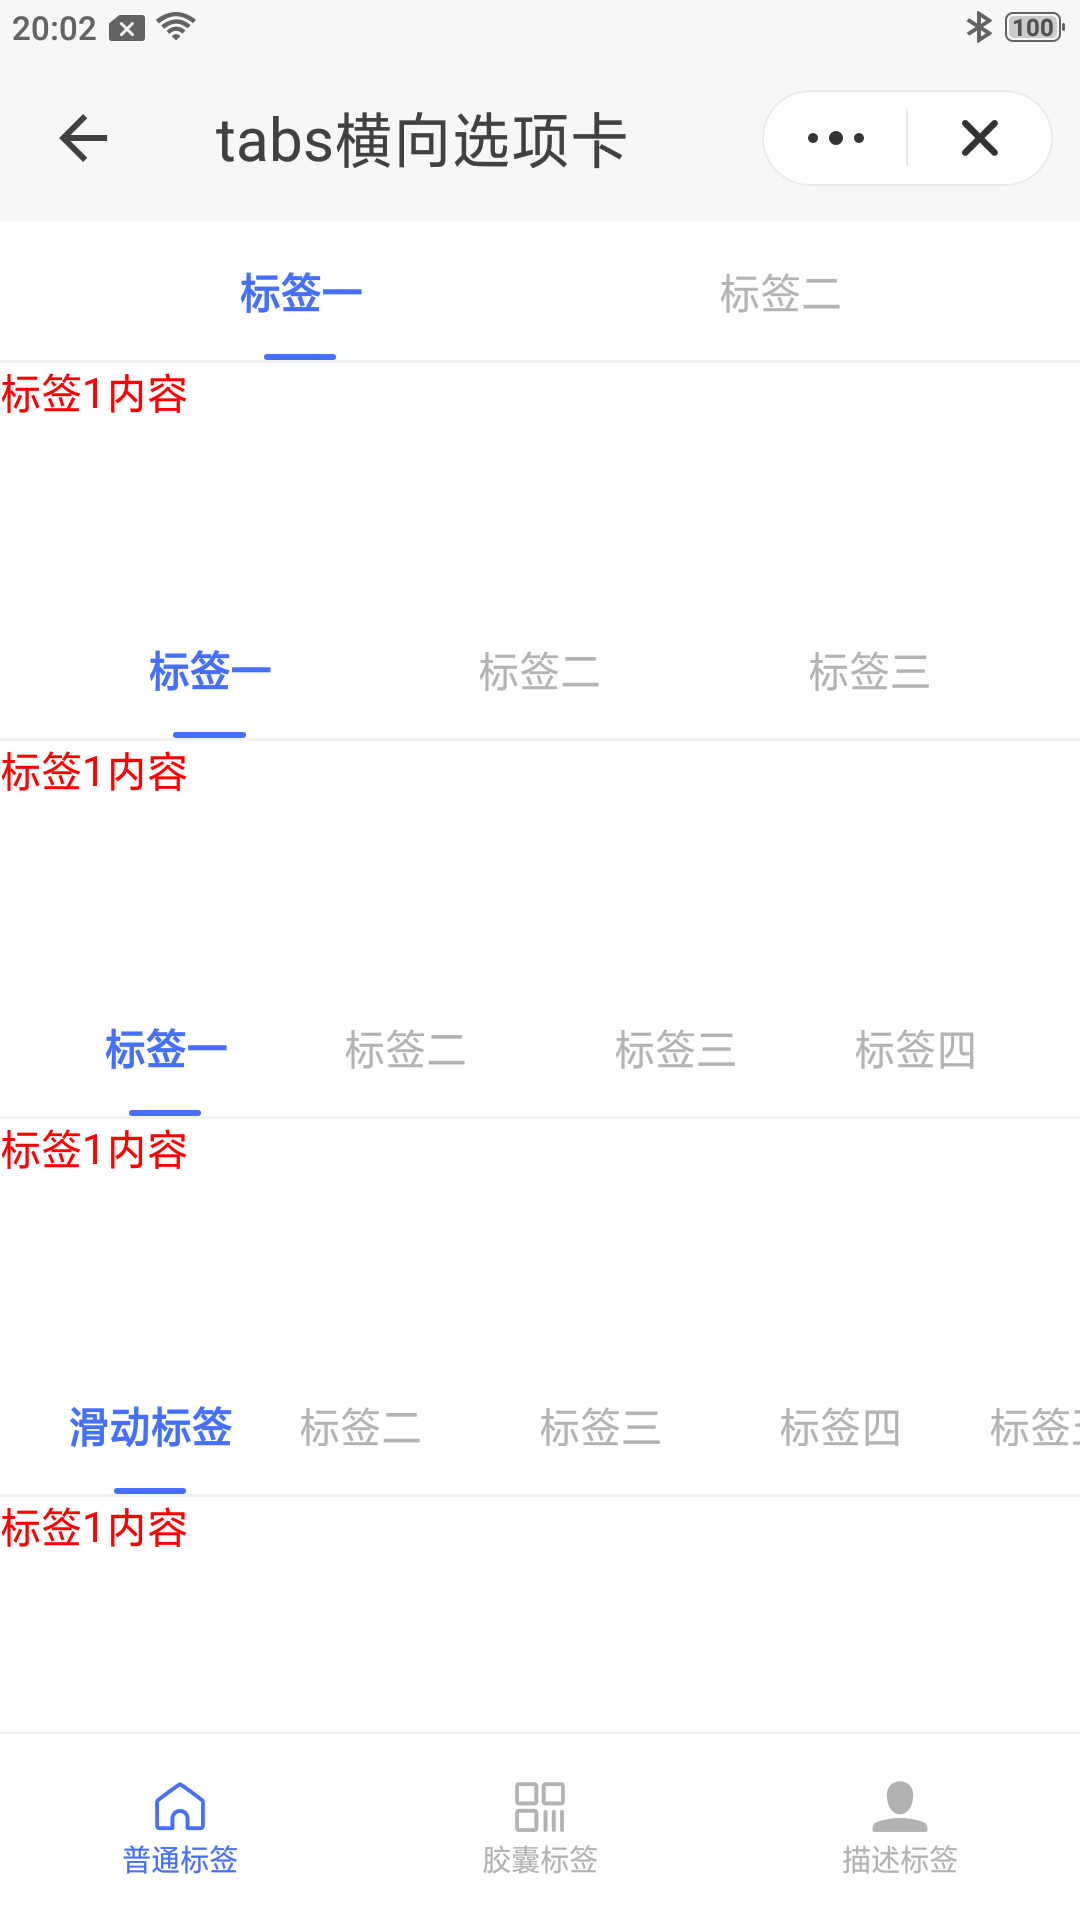 20:02 100
tabs横向选项卡
标签一 标签二
标签1内容
标签一 标签二 标签三
标签1内容
标签一 标签二 标签三 标签四
标签1内容
滑动标签 标签二 标签三 标签四 标签
标签1内容
普通标签 胶囊标签 描述标签